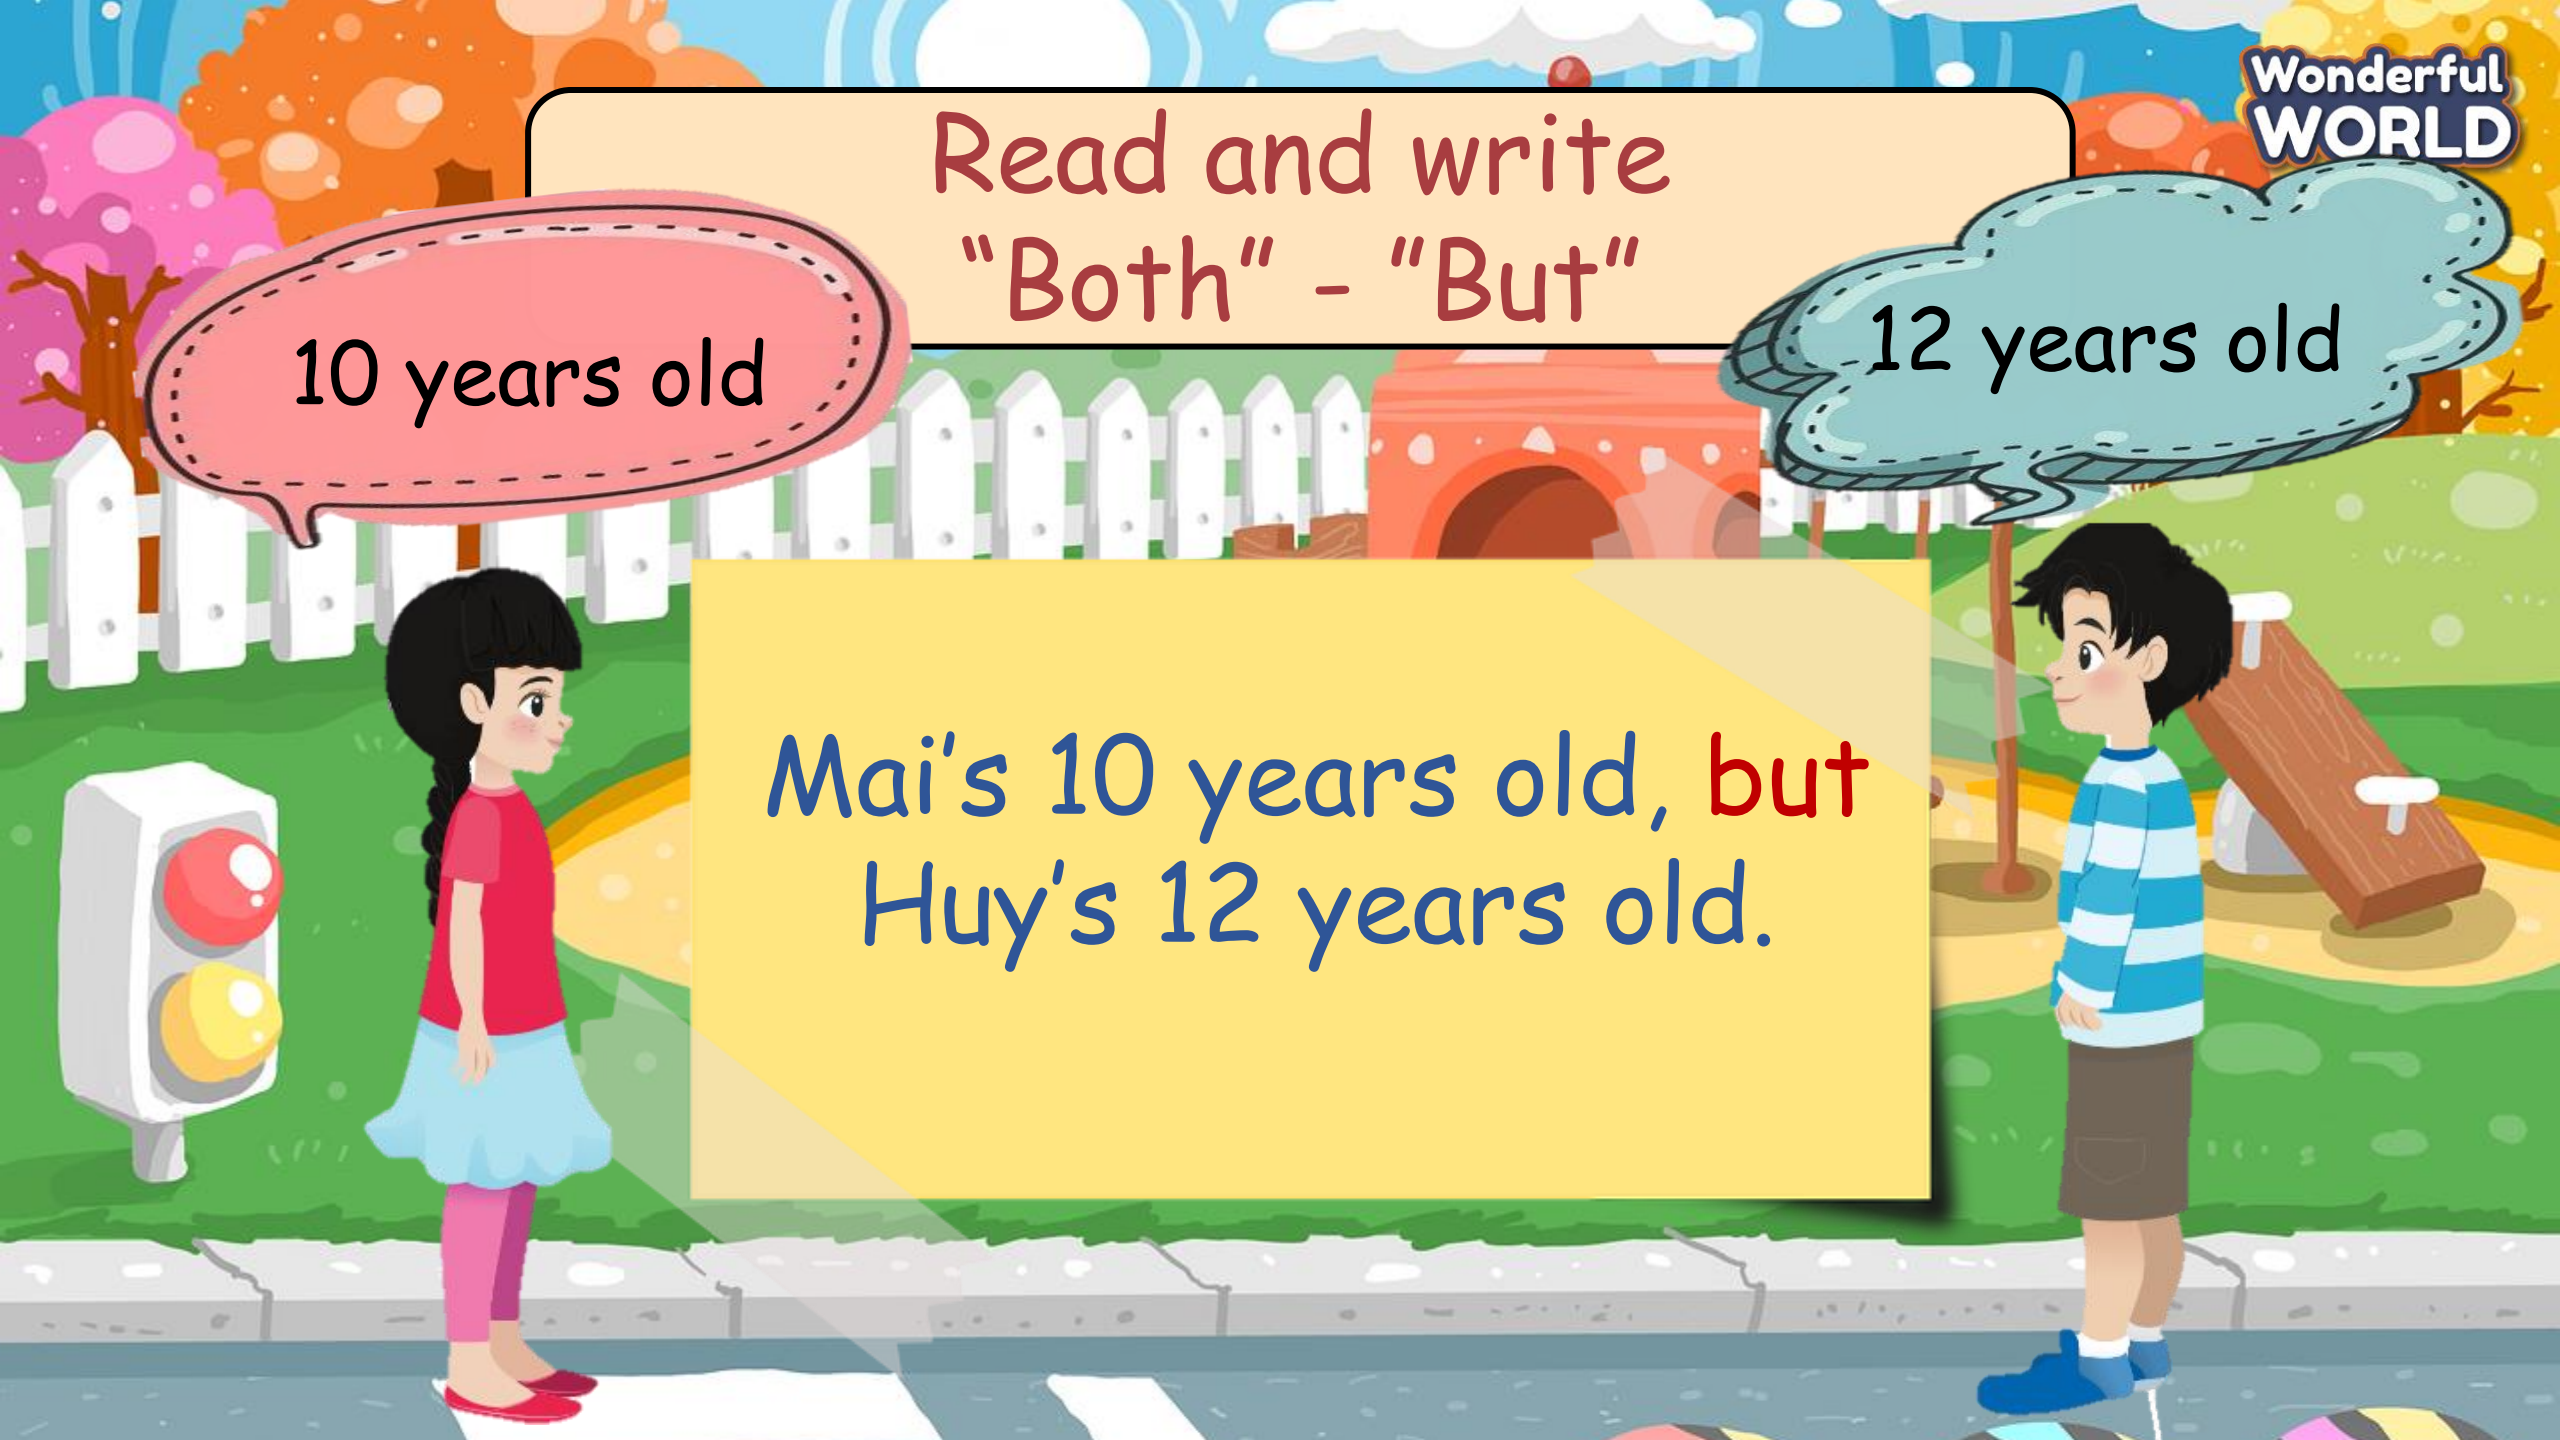 Wonderful
WORLD
Read and write
“Both” - ”But”
10 years old
12 years old
Mai’s 10 years old, but
Huy’s 12 years old.